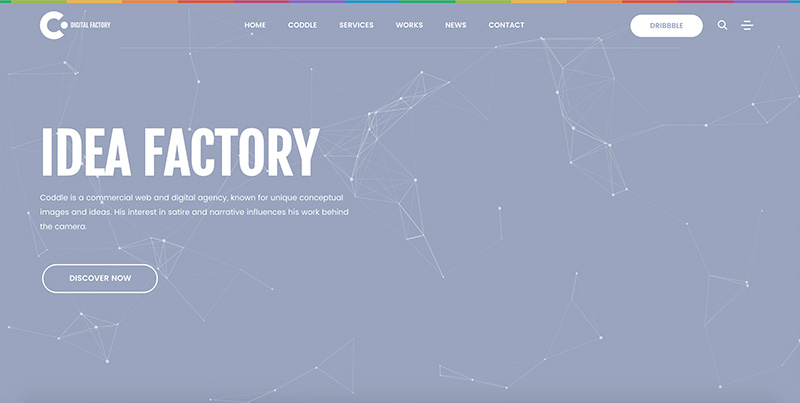 DIGITAL FACTORY
HOME CODDLE SERVICES WORKS NEWS CONTACT
DRIBBBLE
IDEA FACTORY
Coddle is a commercial web and digital agency, known for unique conceptual
images and ideas. His interest in satire and narrative influences his work behind
the camera.
DISCOVER NOW